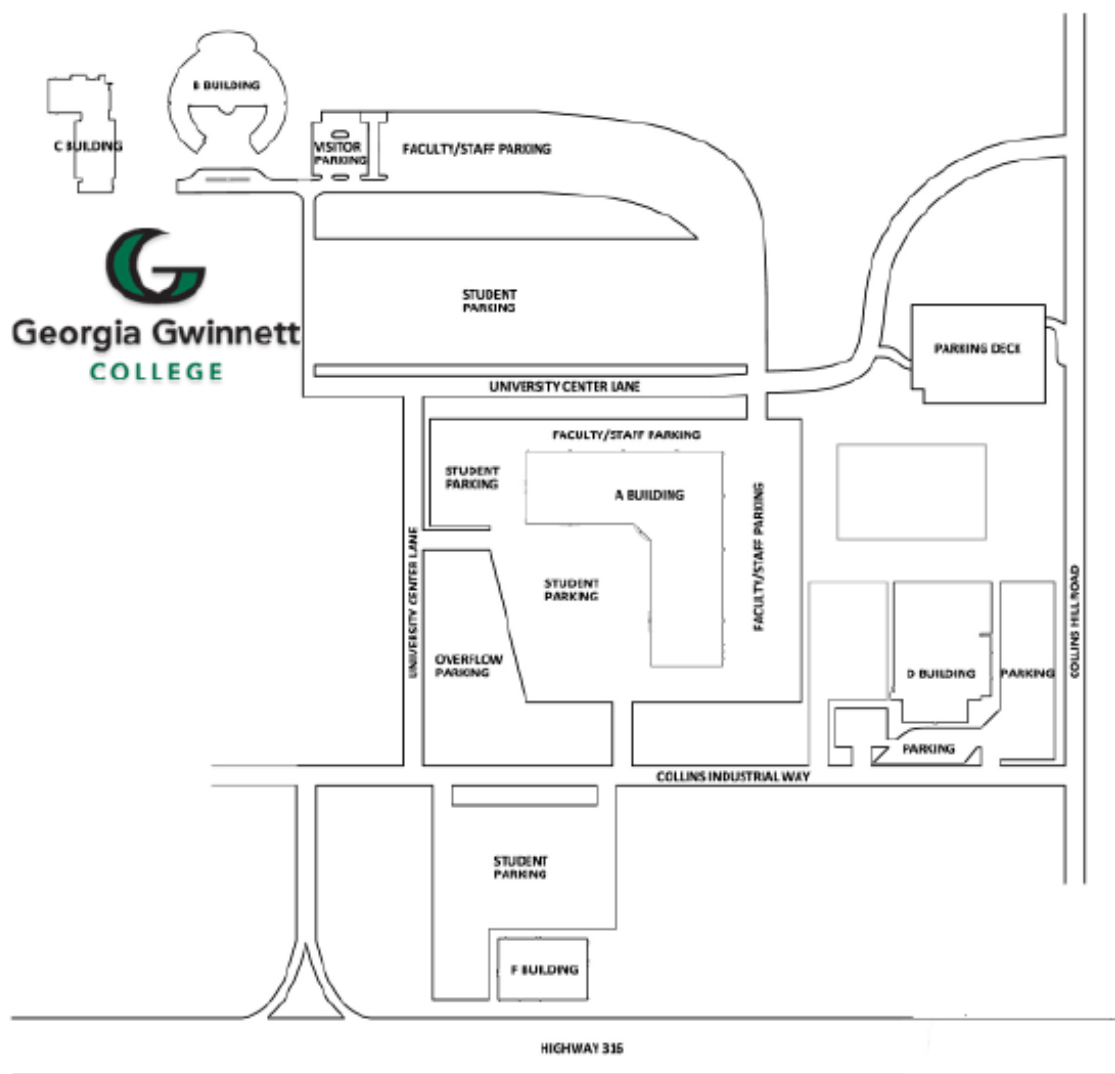 B BUILDING
C BUILDING
VISITOR
PARKING
FACULTY/STAFF PARKING
Georgia Gwinnett
COLLEGE
STUDENT
PARKING
PARKING DECK
UNIVERSITY CENTER LANE
FACULTY/STAFF PARKING
STUDENT
PARKING
A BUILDING
FACULTY/STAFF PARKING
UNIVERSITY CENTER LANE
STUDENT
PARKING
COLLINS HILL ROAD
OVERFLOW
PARKING
D BUILDING
PARKING
PARKING
COLLINS INDUSTRIAL WAY
STUDENT
PARKING
F BUILDING
HIGHWAY 316